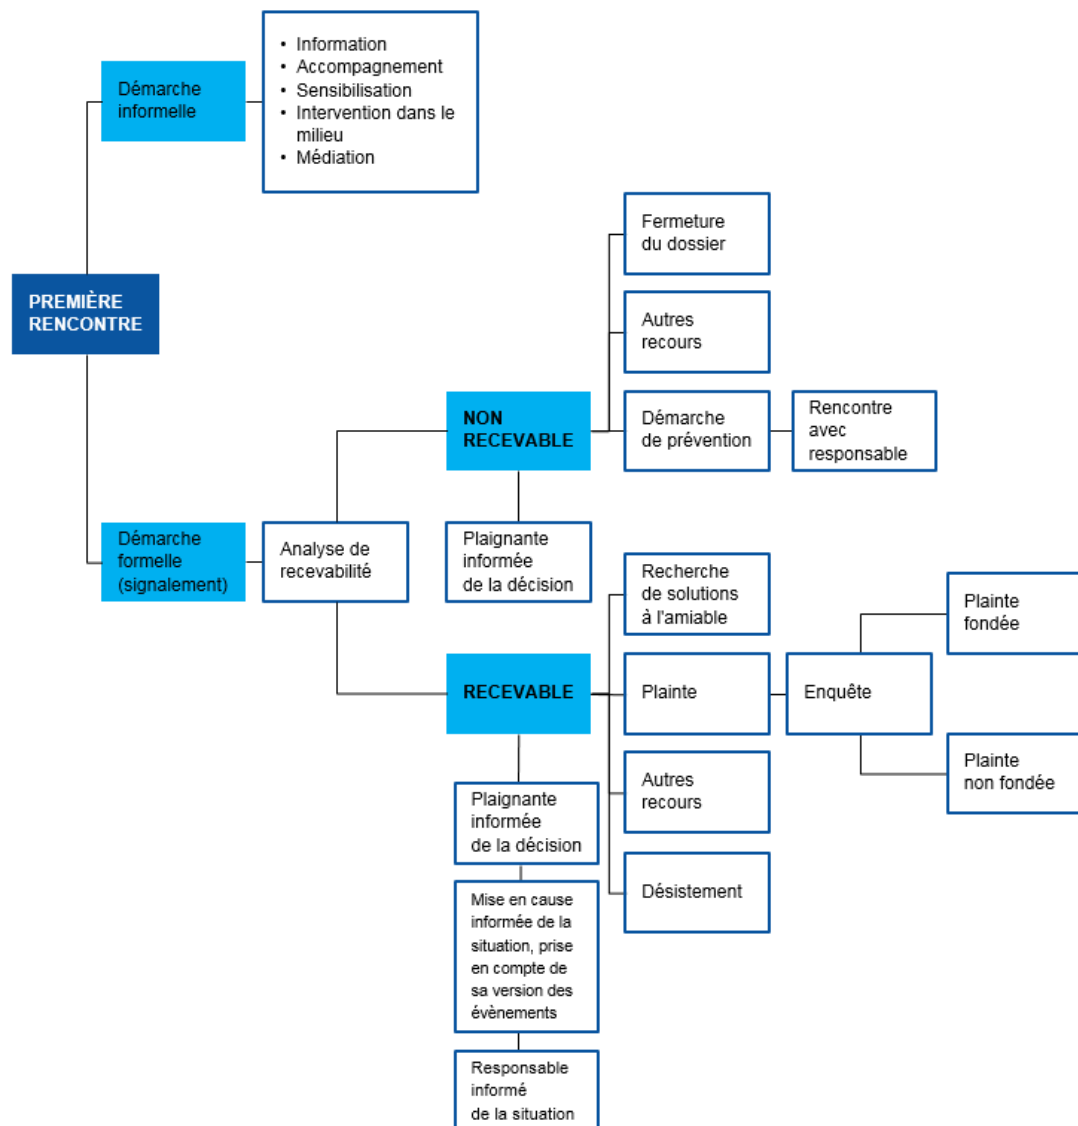 • Information
• Accompagnement
• Sensibilisation
• Intervention dans le
milieu
• Médiation
Démarche
informelle
PREMIÈRE
RENCONTRE
Fermeture
du dossier
Autres
recours
NON
RECEVABLE
Démarche
de prévention
Rencontre
avec
responsable
Démarche
formelle
(signalement)
Analyse de
recevabilité
Plaignante
informée
de la décision
Recherche
de solutions
à l'amiable
Plainte
fondée
RECEVABLE
Plainte
Enquête
Plainte
non fondée
Autres
recours
Plaignante
informée
de la décision
Désistement
Mise en cause
informée de la
situation, prise
en compte de
sa version des
évènements
Responsable
informé
de la situation